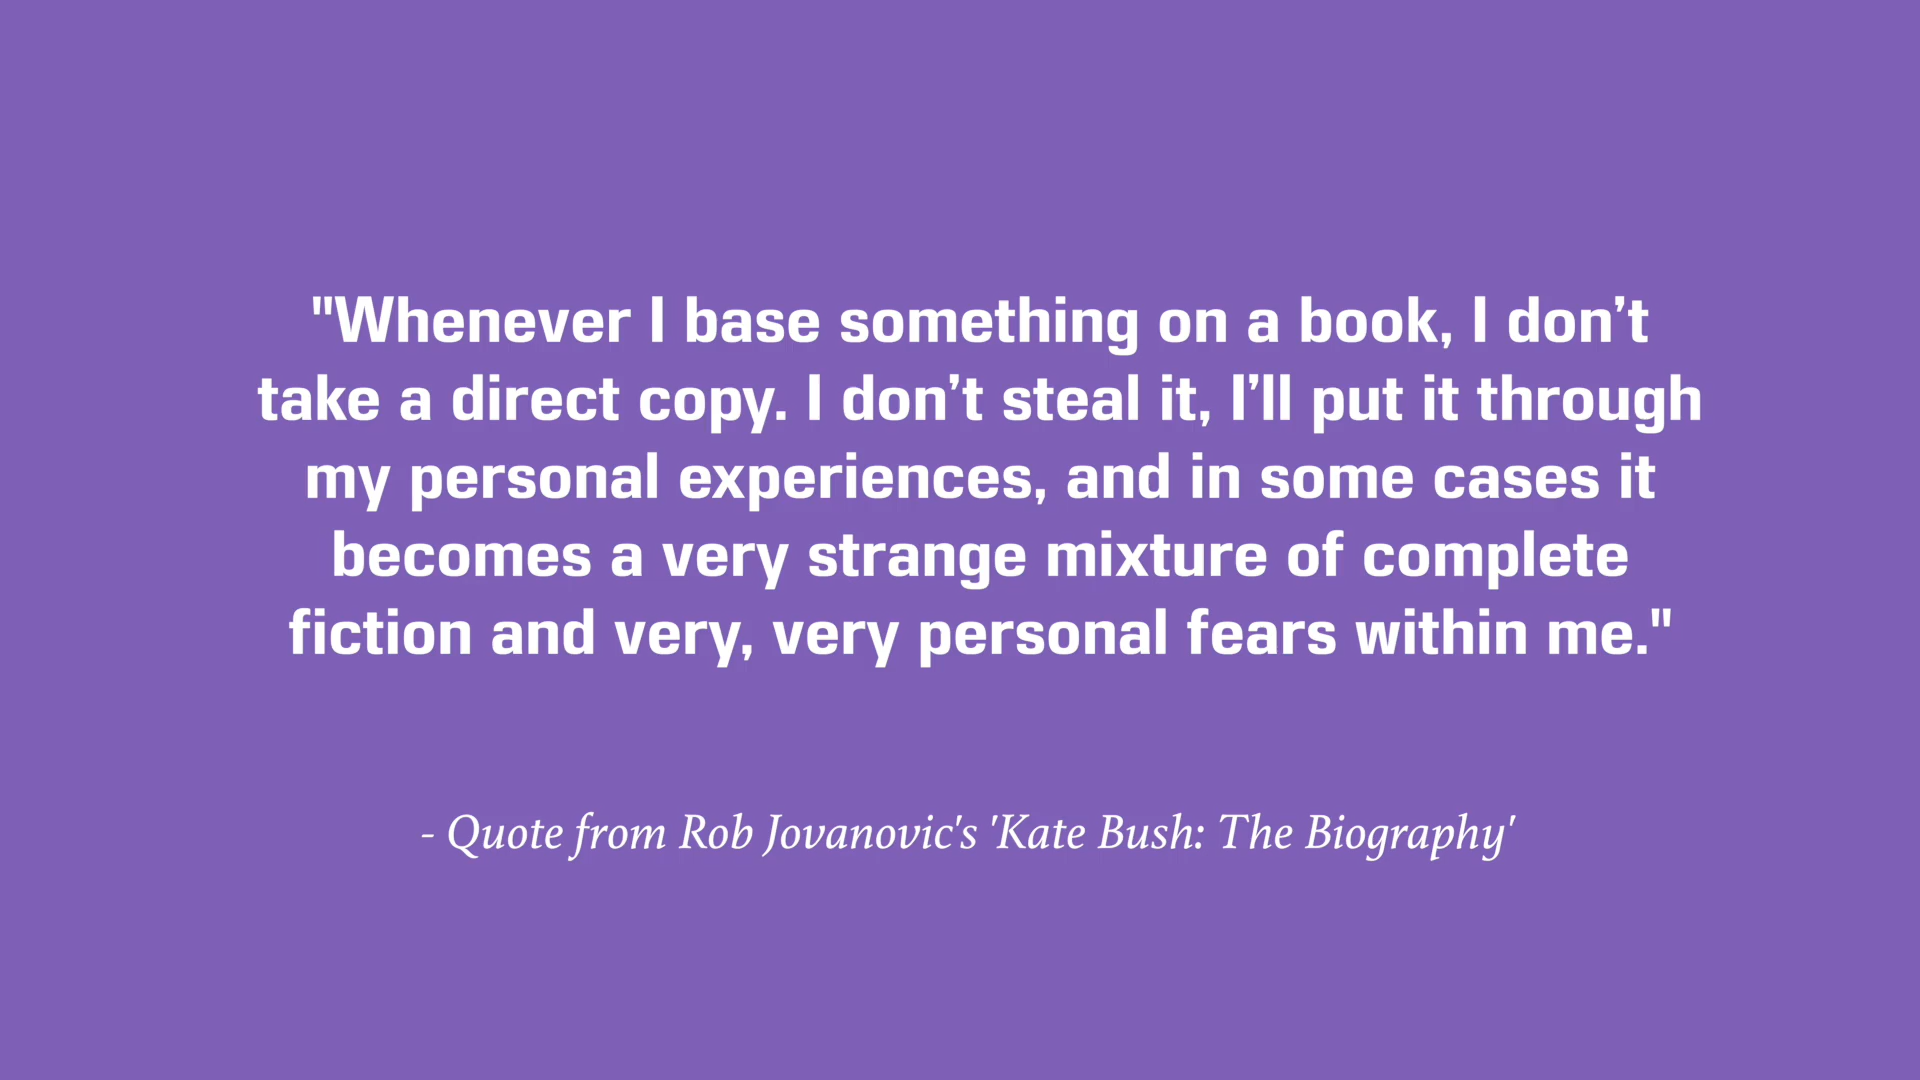 "Whenever I base something on a book, I don’t
take a direct copy. I don’t steal it, I’ll put it through
my personal experiences, and in some cases it
becomes a very strange mixture of complete
fiction and very, very personal fears within me."
- Quote from Rob Jovanovic's 'Kate Bush: The Biography'